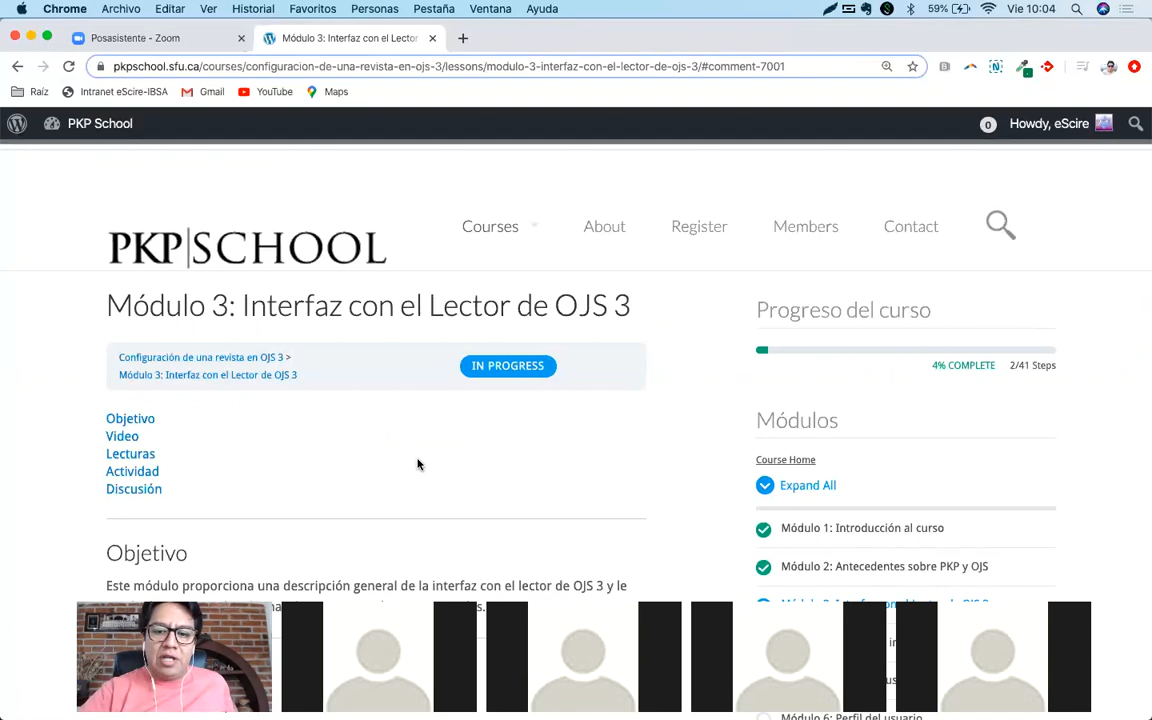 Chrome Archivo Editar Ver Historial Favoritos Personas Pestaña Ventana Ayuda 59% Vie 10:04
Posasistente - Zoom Módulo 3: Interfaz con el Lector
pkpschool.sfu.ca/courses/configuracion-de-una-revista-en-ojs-3/lessons/modulo-3-interfaz-con-el-lector-de-ojs-3/#comment-7001
Raíz Intranet eScire-IBSA Gmail YouTube Maps
PKP School 0 Howdy, eScire
PKP|SCHOOL Courses About Register Members Contact
Módulo 3: Interfaz con el Lector de OJS 3
Configuración de una revista en OJS 3 >
Módulo 3: Interfaz con el Lector de OJS 3
IN PROGRESS
Objetivo
Video
Lecturas
Actividad
Discusión
Objetivo
Este módulo proporciona una descripción general de la interfaz con el lector de OJS 3 y le
Progreso del curso
4% COMPLETE 2/41 Steps
Módulos
Course Home
Expand All
Módulo 1: Introducción al curso
Módulo 2: Antecedentes sobre PKP y OJS
Módulo 6: Perfil del usuario